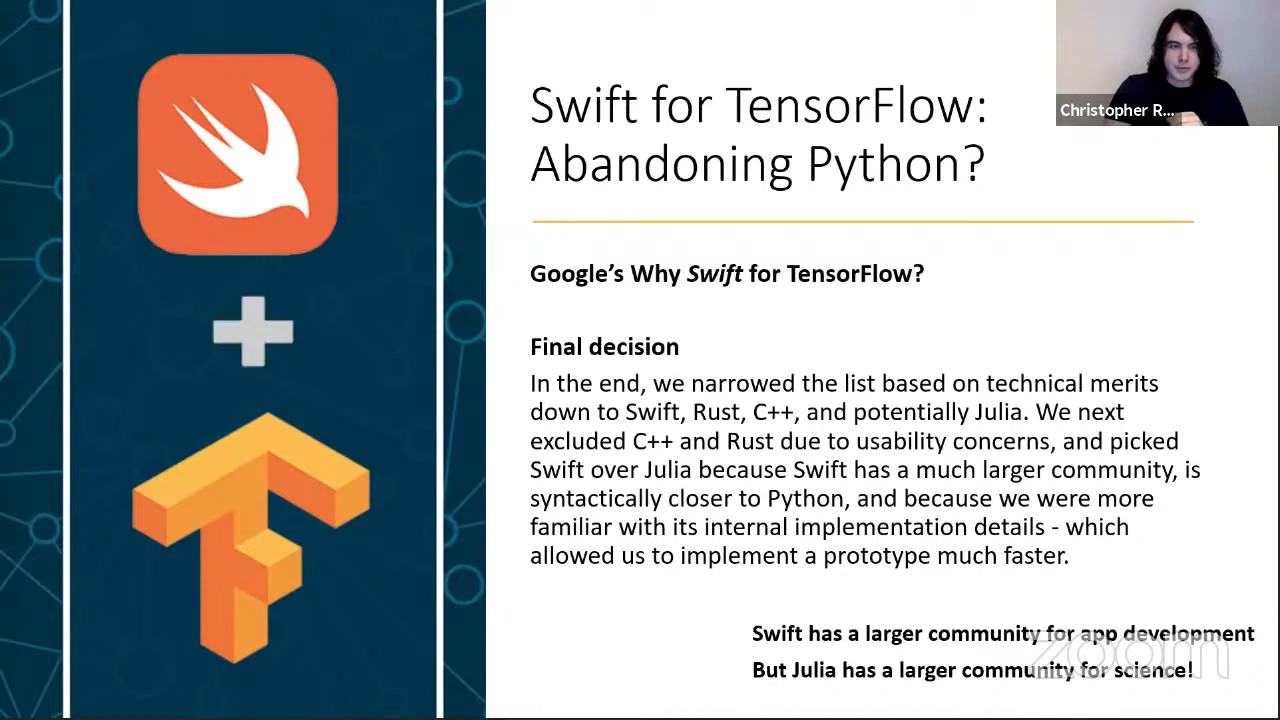 Swift for TensorFlow:
Abandoning Python?
Christopher R...
Google's Why Swift for TensorFlow?
Final decision
In the end, we narrowed the list based on technical merits
down to Swift, Rust, C++, and potentially Julia. We next
excluded C++ and Rust due to usability concerns, and picked
Swift over Julia because Swift has a much larger community, is
syntactically closer to Python, and because we were more
familiar with its internal implementation details - which
allowed us to implement a prototype much faster.
Swift has a larger community for app development
But Julia has a larger community for science!
zoom